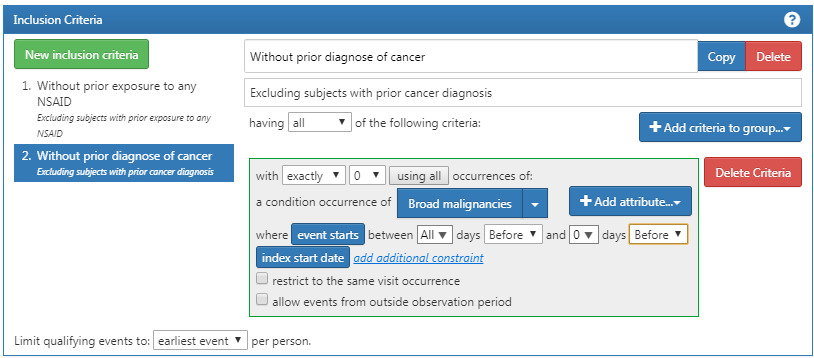 Inclusion Criteria ?
New inclusion criteria
1. Without prior exposure to any
NSAID
Excluding subjects with prior exposure to any
NSAID
2. Without prior diagnose of cancer
Excluding subjects with prior cancer diagnosis
Without prior diagnose of cancer Copy Delete
Excluding subjects with prior cancer diagnosis
having all of the following criteria: Add criteria to group...
with exactly 0 using all occurrences of: Delete Criteria
a condition occurrence of Broad malignancies Add attribute...
where event starts between All days Before and 0 days Before
index start date add additional constraint
restrict to the same visit occurrence
allow events from outside observation period
Limit qualifying events to: earliest event per person.